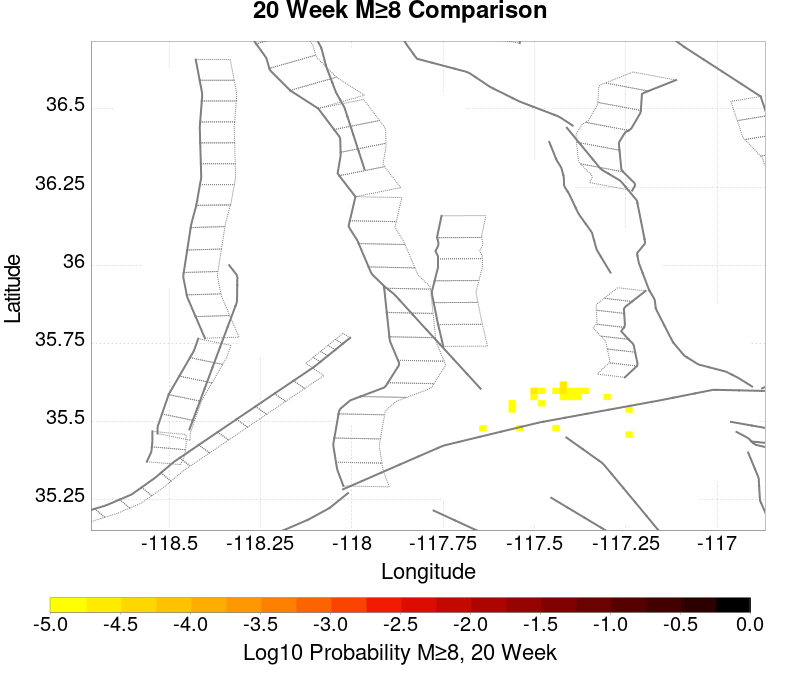 20 Week M≥8 Comparison
36.5
36.25
36
35.75
35.5
35.25
Latitude
-118.5 -118.25 -118 -117.75 -117.5 -117.25 -117
Longitude
-5.0 -4.5 -4.0 -3.5 -3.0 -2.5 -2.0 -1.5 -1.0 -0.5 0.0
Log10 Probability M≥8, 20 Week